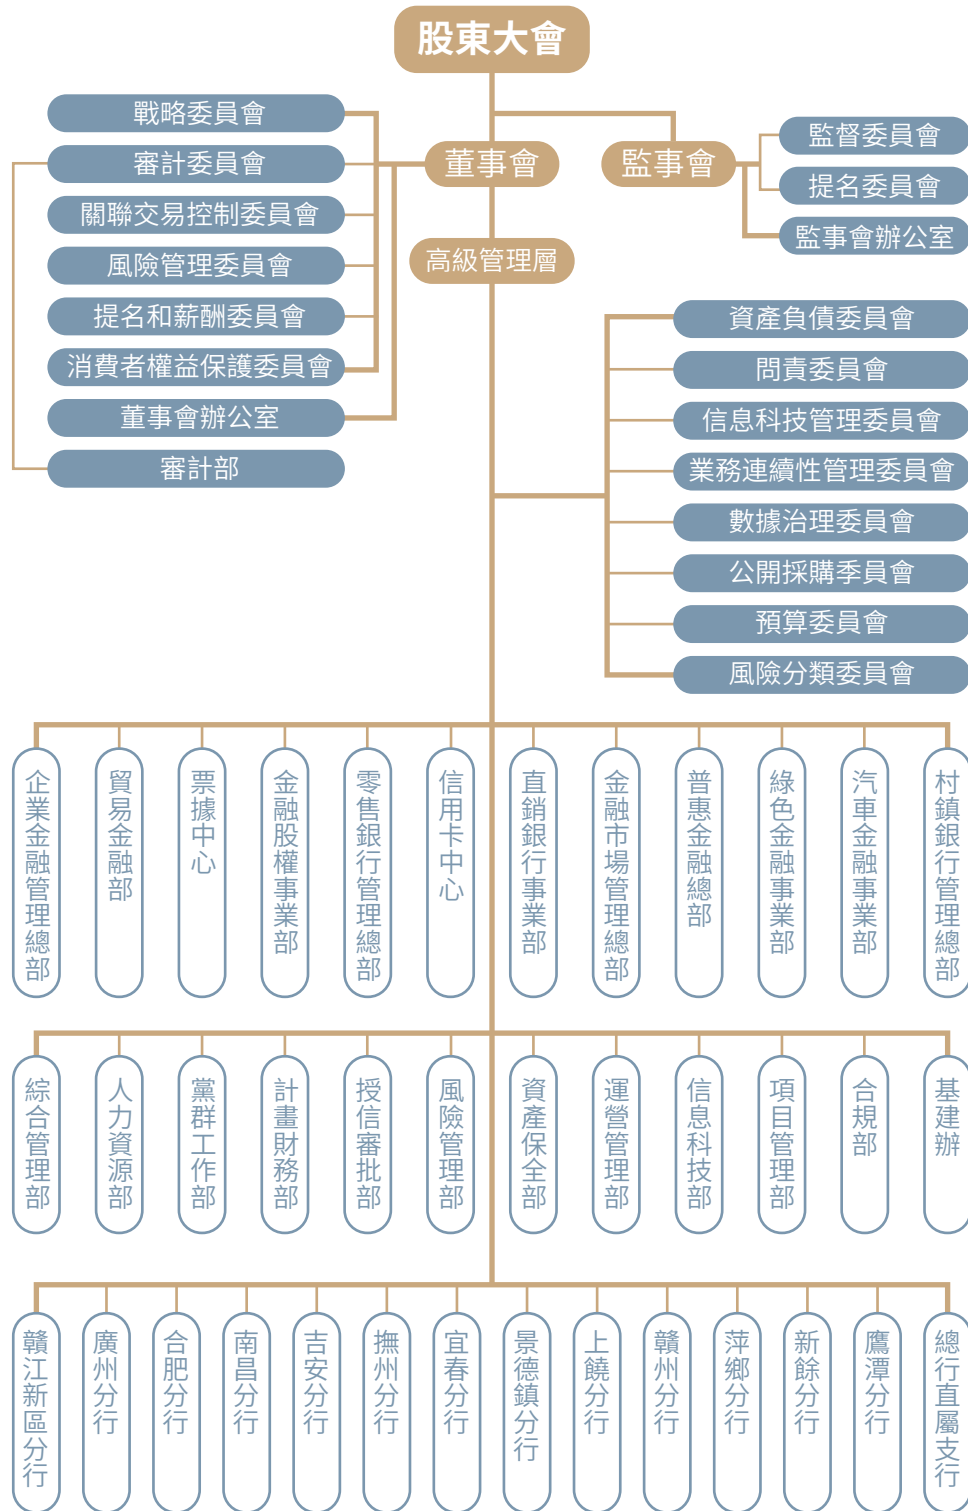 股東大會
董事會
監事會
高級管理層
戰略委員會
審計委員會
關聯交易控制委員會
風險管理委員會
提名和薪酬委員會
消費者權益保護委員會
董事會辦公室
審計部
監督委員會
提名委員會
監事會辦公室
資產負債委員會
問責委員會
信息科技管理委員會
業務連續性管理委員會
數據治理委員會
公開採購季員會
預算委員會
風險分類委員會
企業金融管理總部
貿易金融部
票據中心
金融股權事業部
零售銀行管理總部
信用卡中心
直銷銀行事業部
金融市場管理總部
普惠金融總部
綠色金融事業部
汽車金融事業部
村鎮銀行管理總部
綜合管理部
人力資源部
黨群工作部
計畫財務部
授信審批部
風險管理部
資產保全部
運營管理部
信息科技部
項目管理部
合規部
基建辦
贛江新區分行
廣州分行
合肥分行
南昌分行
吉安分行
撫州分行
宜春分行
景德鎮分行
上饒分行
贛州分行
萍鄉分行
新餘分行
鷹潭分行
總行直屬支行